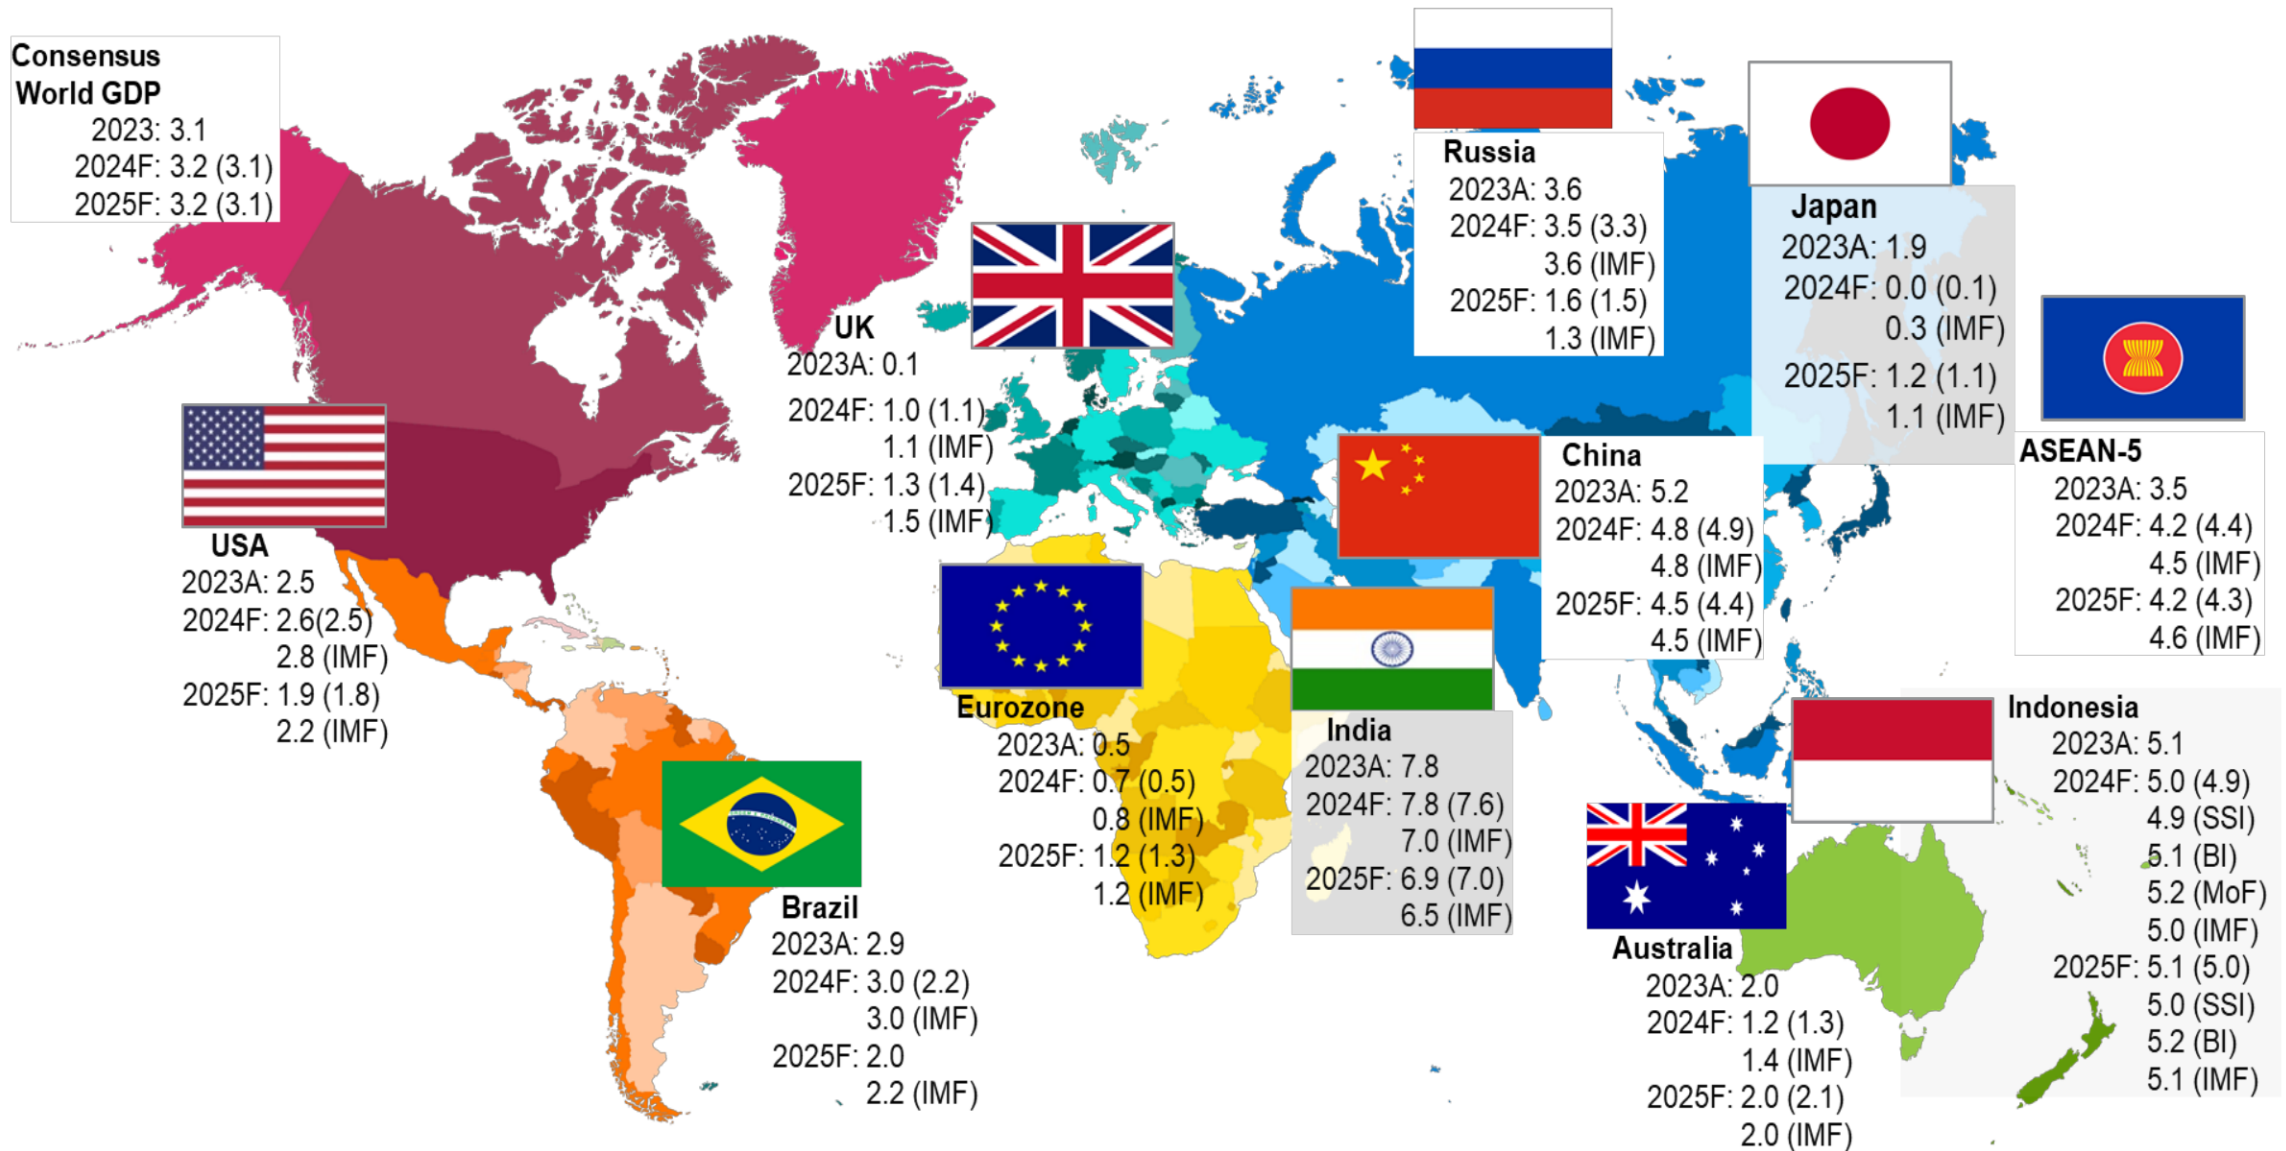 Consensus
World GDP
2023: 3.1
2024F: 3.2 (3.1)
2025F: 3.2 (3.1)
USA
2023A: 2.5
2024F: 2.6(2.5)
2.8 (IMF)
2025F: 1.9 (1.8)
2.2 (IMF)
Brazil
2023A: 2.9
2024F: 3.0 (2.2)
3.0 (IMF)
2025F: 2.0
2.2 (IMF)
UK
2023A: 0.1
2024F: 1.0 (1.1)
1.1 (IMF)
2025F: 1.3 (1.4)
1.5 (IMF)
Eurozone
2023A: 0.5
2024F: 0.7 (0.5)
0.8 (IMF)
2025F: 1.2 (1.3)
1.2 (IMF)
Russia
2023A: 3.6
2024F: 3.5 (3.3)
3.6 (IMF)
2025F: 1.6 (1.5)
1.3 (IMF)
India
2023A: 7.8
2024F: 7.8 (7.6)
7.0 (IMF)
2025F: 6.9 (7.0)
6.5 (IMF)
China
2023A: 5.2
2024F: 4.8 (4.9)
4.8 (IMF)
2025F: 4.5 (4.4)
4.5 (IMF)
Japan
2023A: 1.9
2024F: 0.0 (0.1)
0.3 (IMF)
2025F: 1.2 (1.1)
1.1 (IMF)
ASEAN-5
2023A: 3.5
2024F: 4.2 (4.4)
4.5 (IMF)
2025F: 4.2 (4.3)
4.6 (IMF)
Australia
2023A: 2.0
2024F: 1.2 (1.3)
1.4 (IMF)
2025F: 2.0 (2.1)
2.0 (IMF)
Indonesia
2023A: 5.1
2024F: 5.0 (4.9)
4.9 (SSI)
5.1 (BI)
5.2 (MoF)
5.0 (IMF)
2025F: 5.1 (5.0)
5.0 (SSI)
5.2 (BI)
5.1 (IMF)